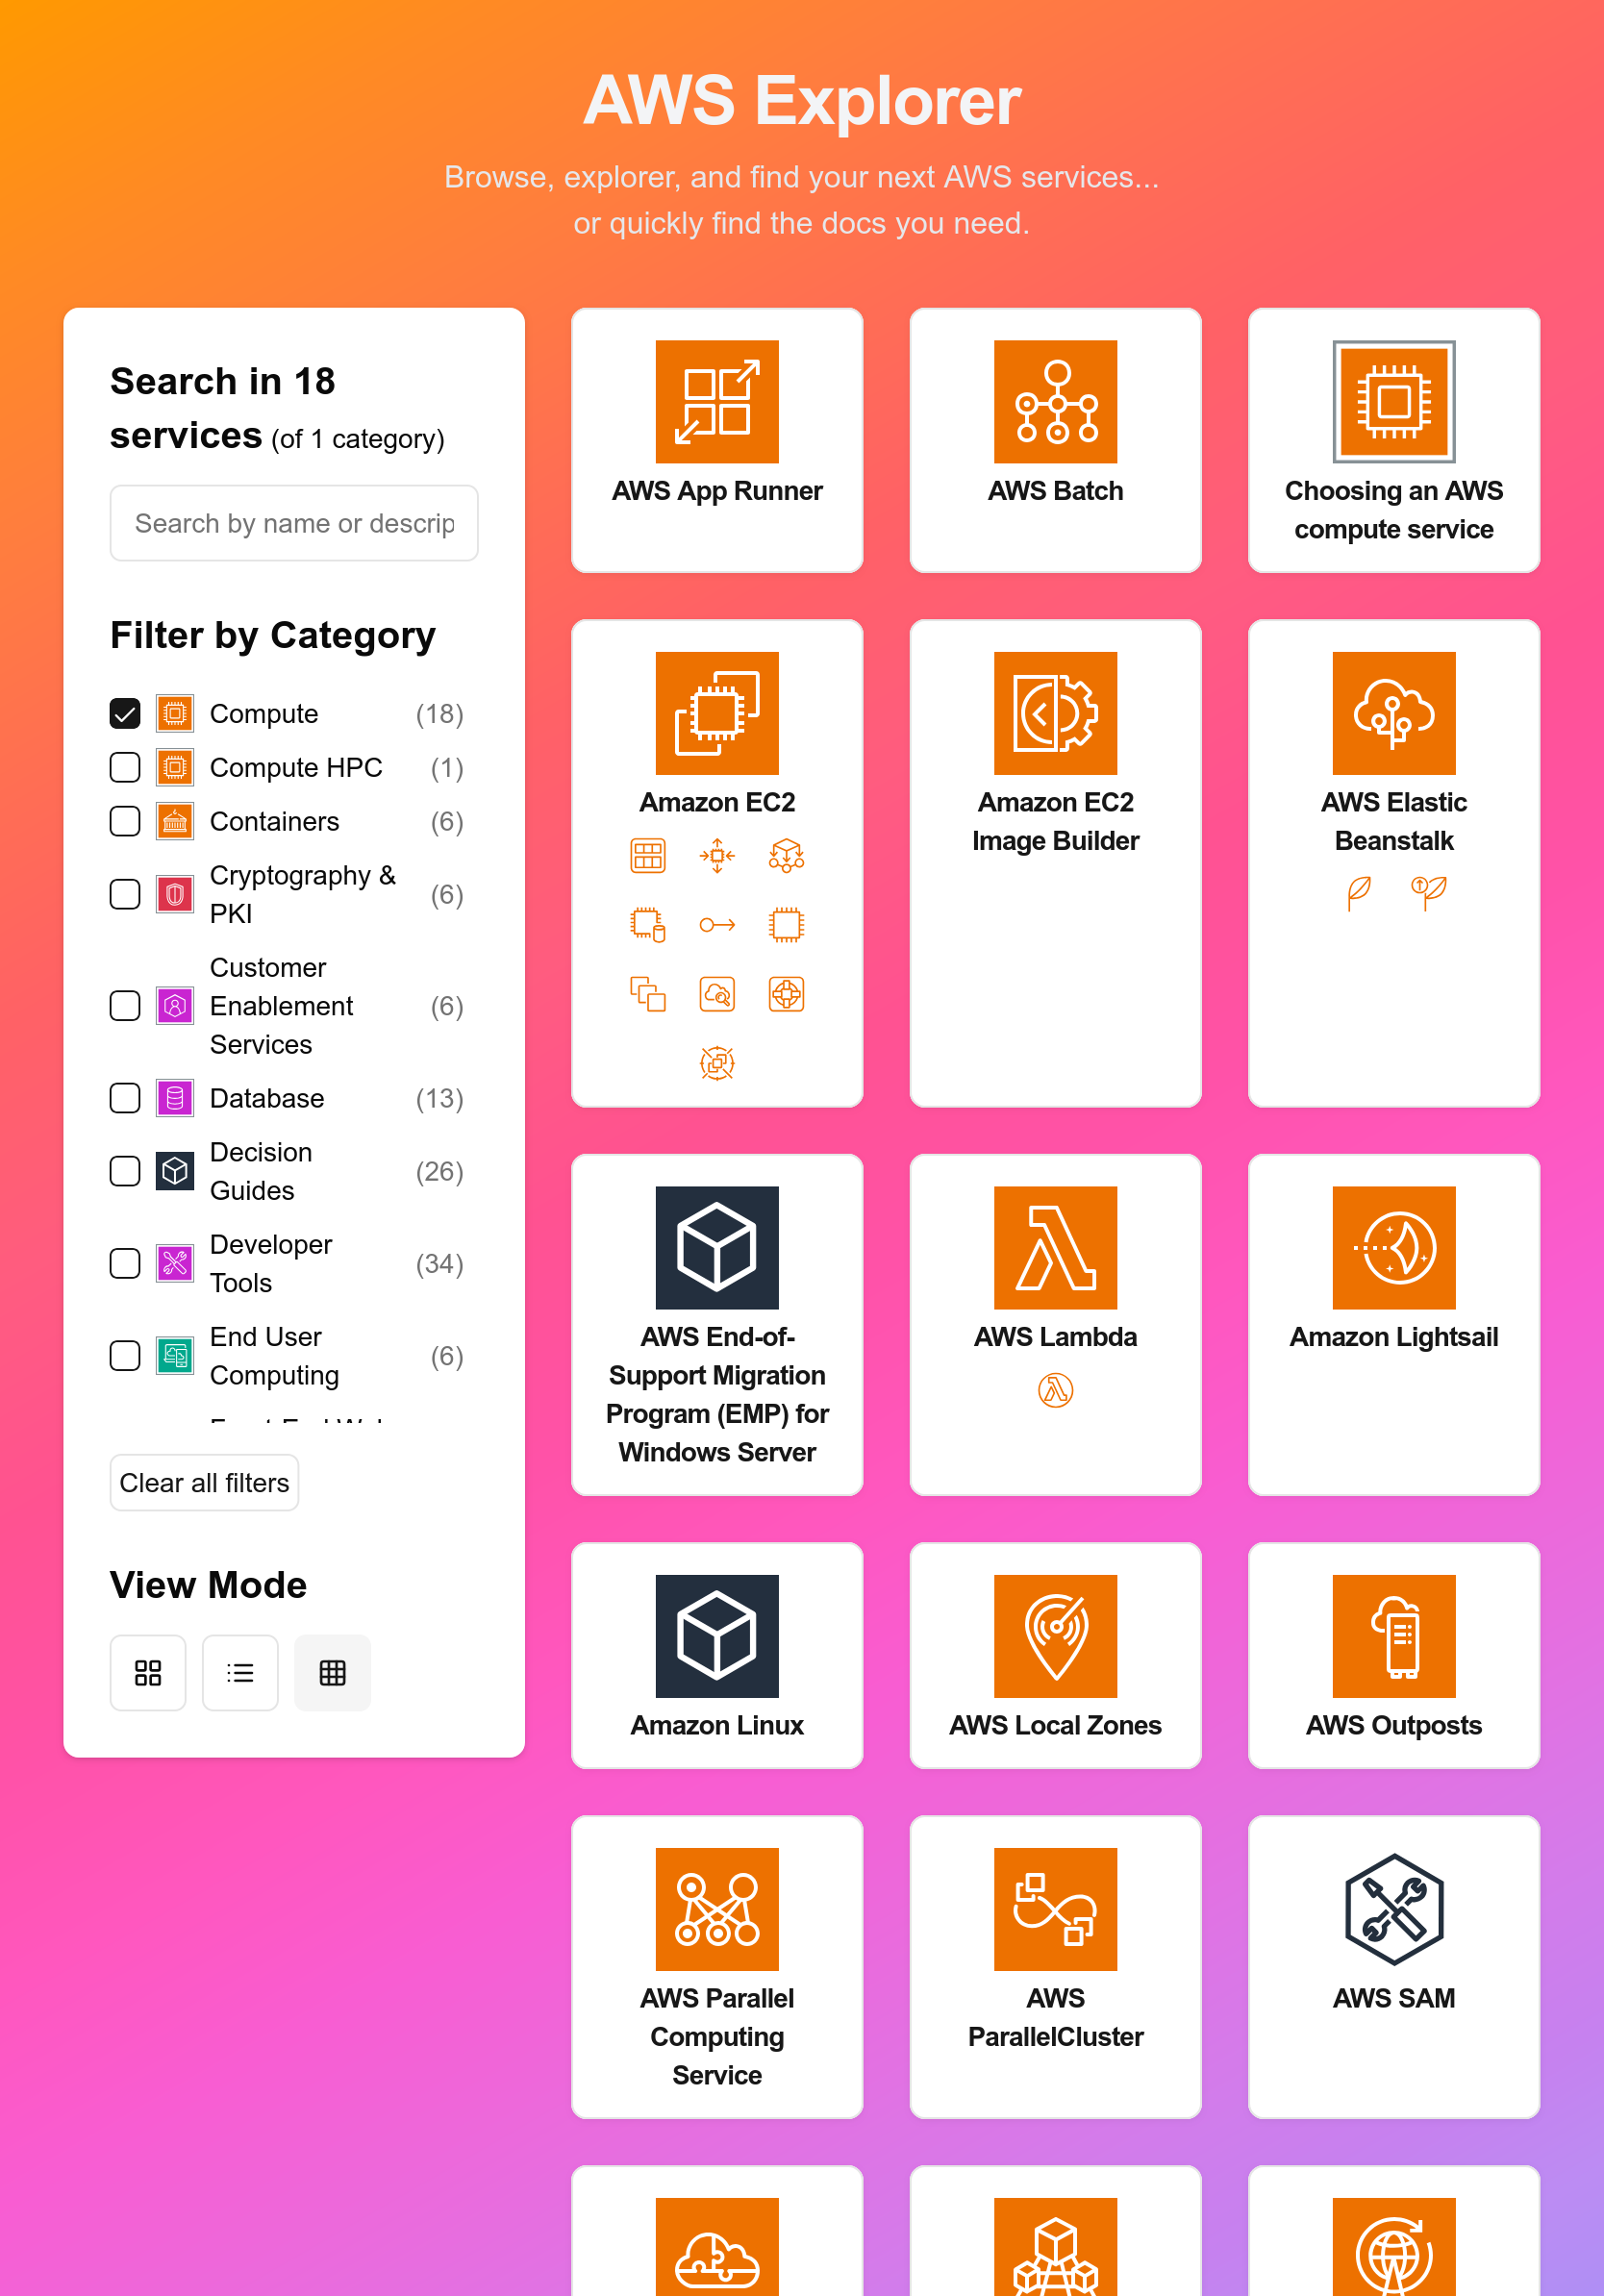 AWS Explorer
Browse, explorer, and find your next AWS services...
or quickly find the docs you need.
Search in 18
services (of 1 category)
Search by name or descrip
Filter by Category
Compute (18)
Compute HPC (1)
Containers (6)
Cryptography &
PKI
(6)
Customer
Enablement
Services
(6)
Database (13)
Decision
Guides
(26)
Developer
Tools
(34)
End User
Computing
(6)
Clear all filters
View Mode
AWS App Runner
AWS Batch
Choosing an AWS
compute service
Amazon EC2
Amazon EC2
Image Builder
AWS Elastic
Beanstalk
AWS End-of-
Support Migration
Program (EMP) for
Windows Server
AWS Lambda
Amazon Lightsail
Amazon Linux
AWS Local Zones
AWS Outposts
AWS Parallel
Computing
Service
AWS
ParallelCluster
AWS SAM